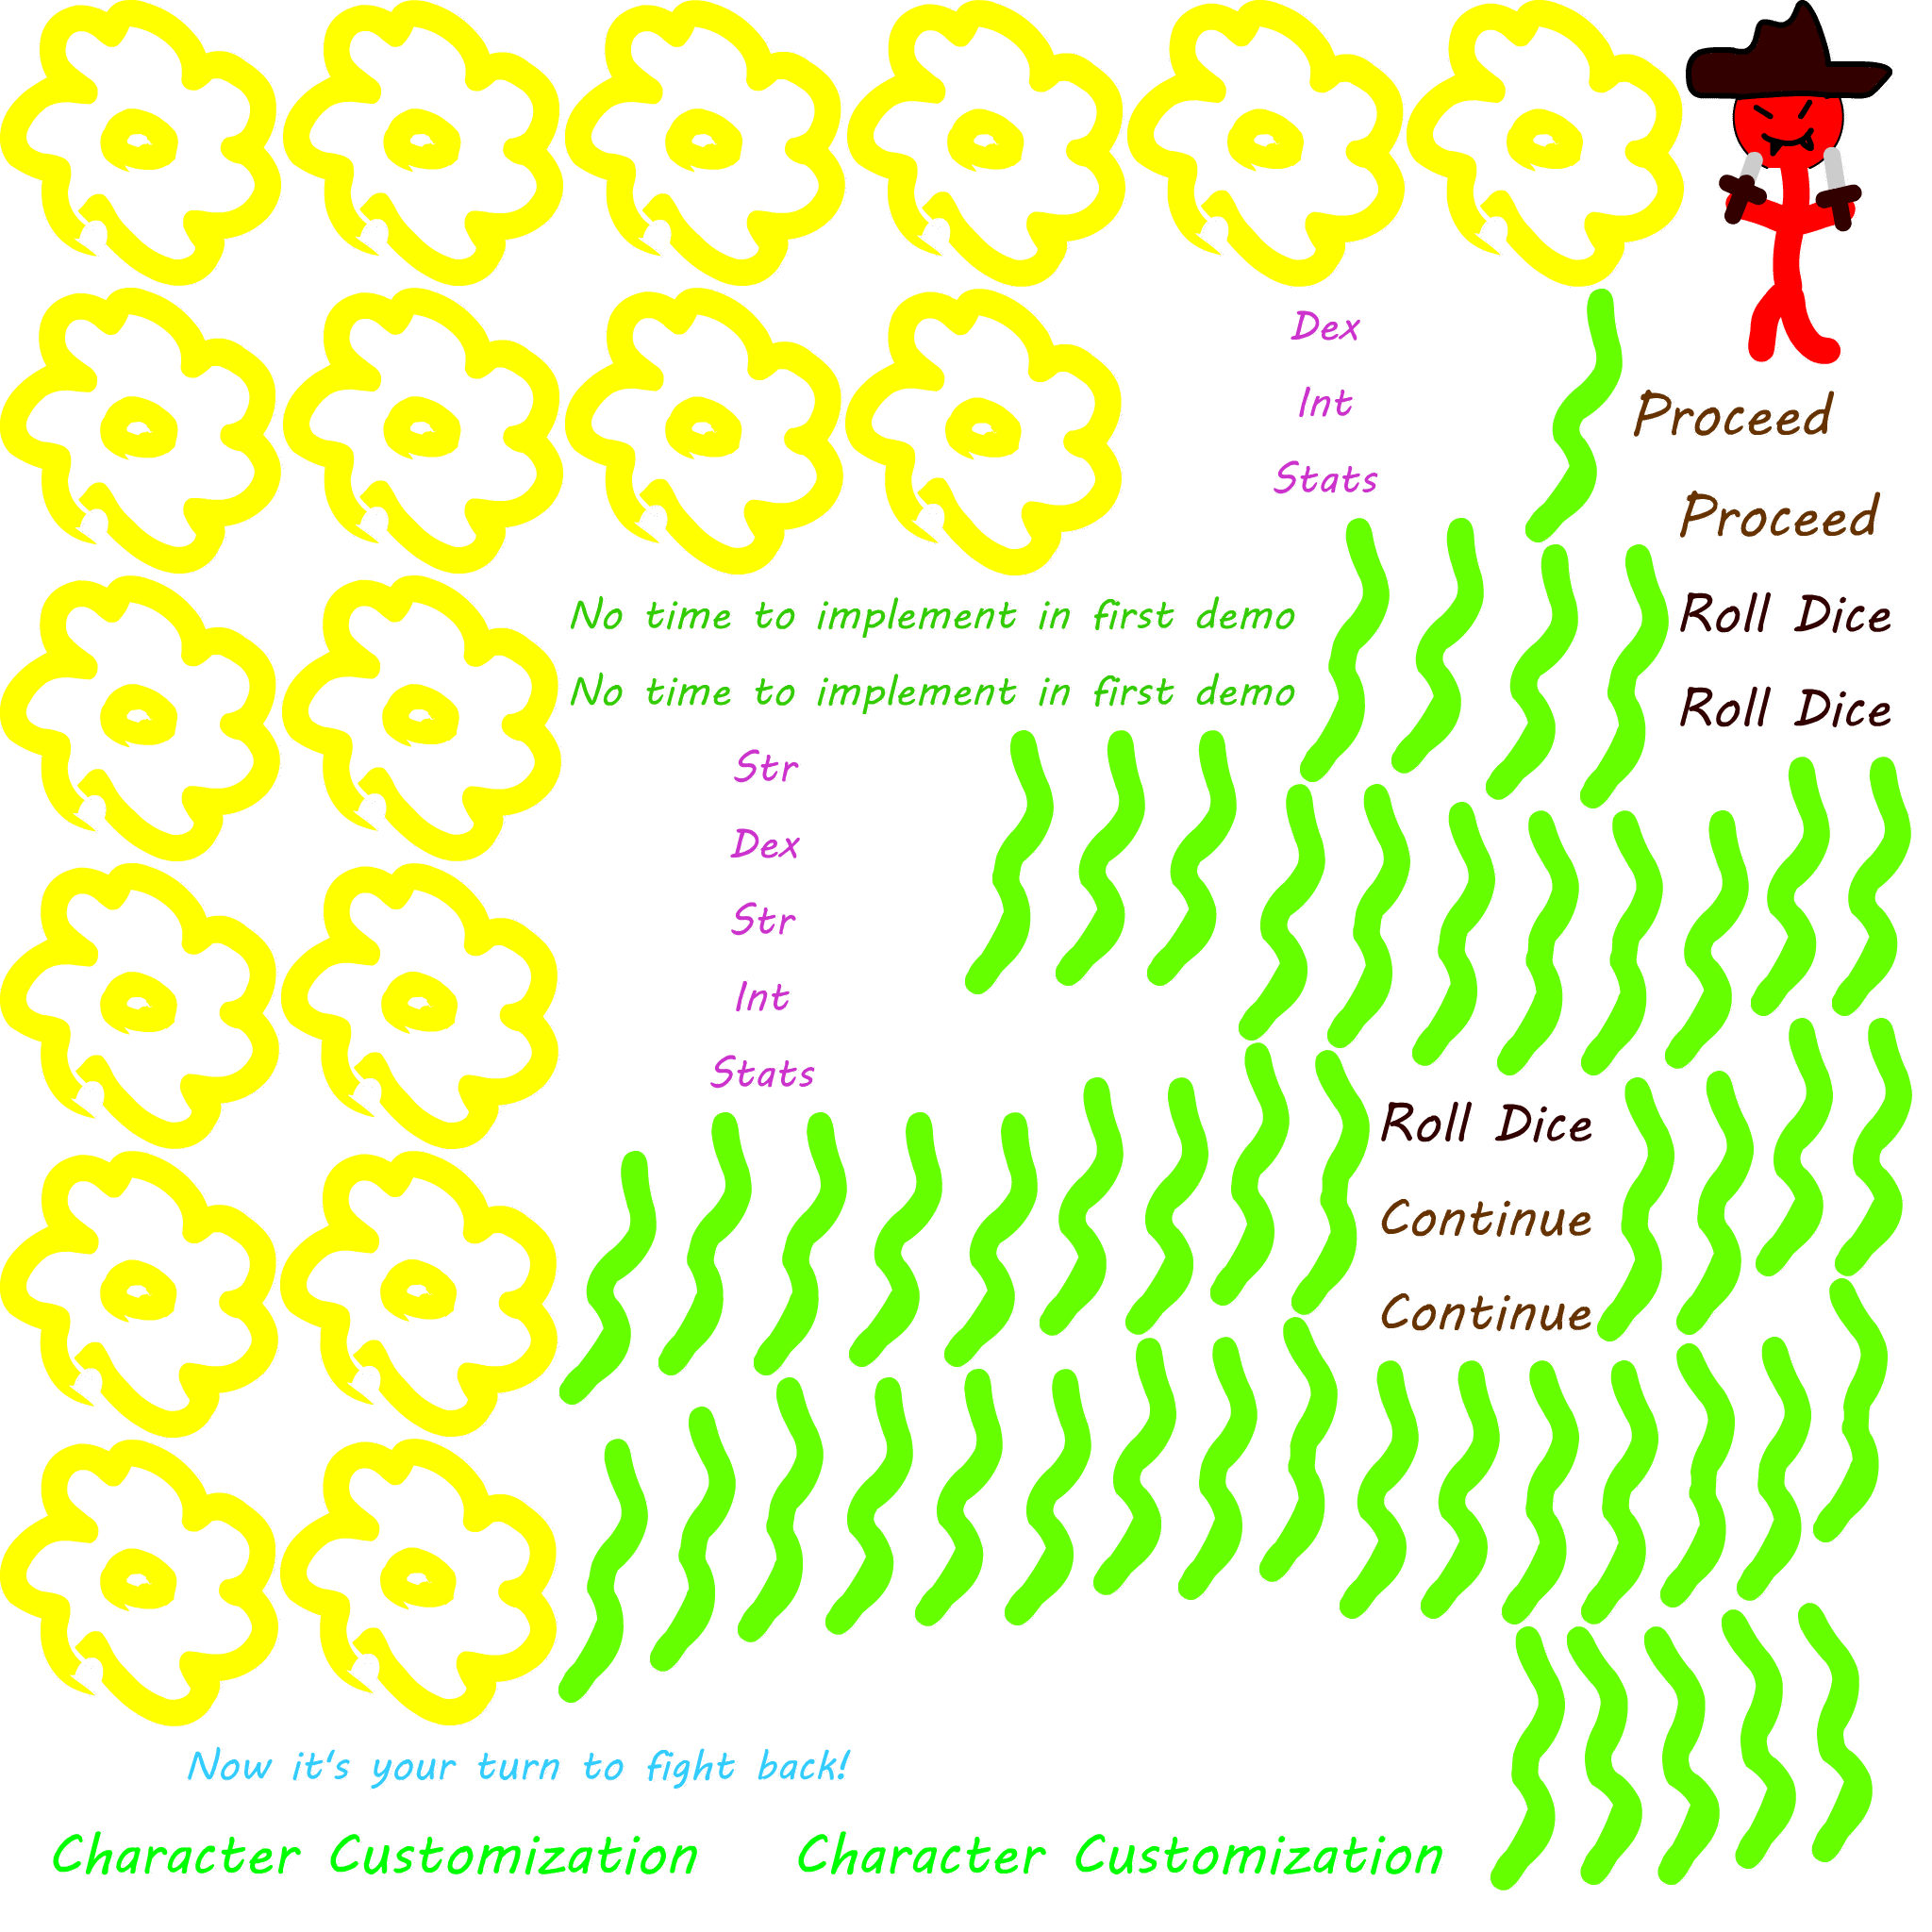 Dex
Int
Proceed
Stats
Proceed
No time to implement in first demo
Roll Dice
No time to implement in first demo
Roll Dice
Str
Dex
Str
Int
Stats
Roll Dice
Continue
Continue
Now it's your turn to fight back!
Character Customization
Character Customization